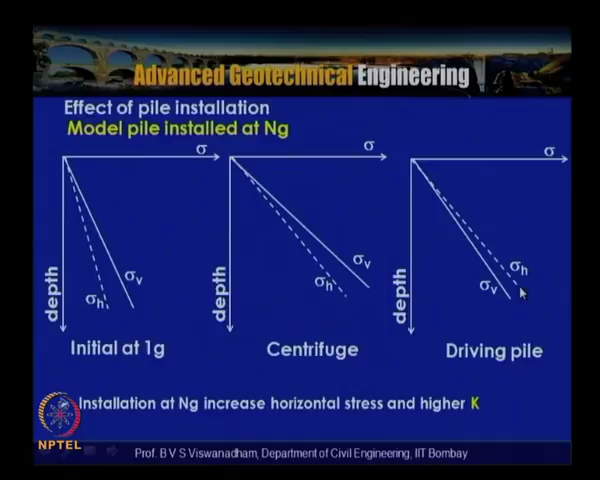 Advanced Geotechnical Engineering
Effect of pile installation
Model pile installed at Ng
σ
σ
σ
depth
σh
σv
depth
σh
σv
depth
σv
σh
Initial at 1g
Centrifuge
Driving pile
Installation at Ng increase horizontal stress and higher K
NPTEL
Prof. B V S Viswanadham, Department of Civil Engineering, IIT Bombay